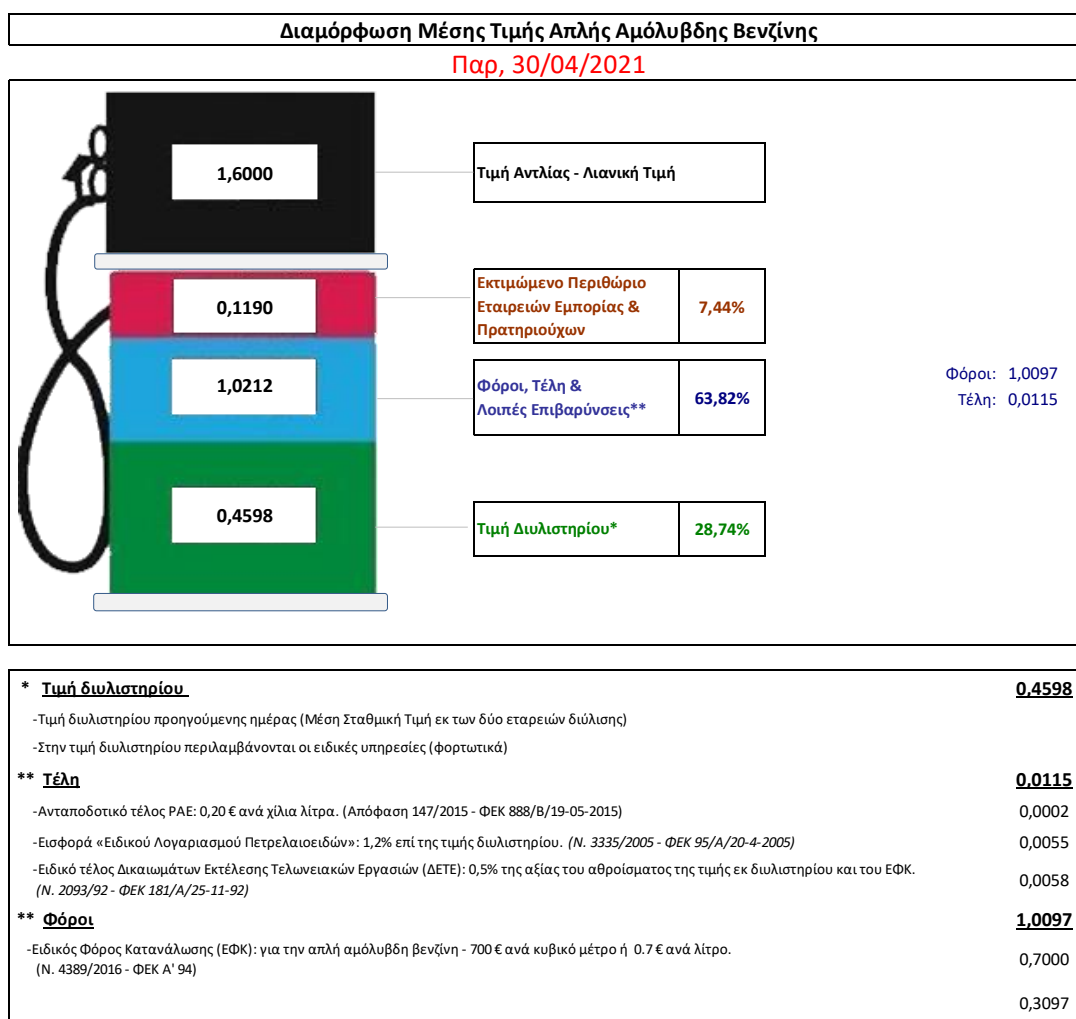 Διαμόρφωση Μέσης Τιμής Απλής Αμόλυβδης Βενζίνης
Παρ, 30/04/2021
1,6000
Τιμή Αντλίας - Λιανική Τιμή
0,1190
Εκτιμώμενο Περιθώριο
Εταιρειών Εμπορίας &
Πρατηριούχων
7,44%
1,0212
Φόροι, Τέλη &
Λοιπές Επιβαρύνσεις**
63,82%
Φόροι: 1,0097
Τέλη: 0,0115
0,4598
Τιμή Διυλιστηρίου*
28,74%
* Τιμή διυλιστηρίου 0,4598
-Τιμή διυλιστηρίου προηγούμενης ημέρας (Μέση Σταθμική Τιμή εκ των δύο εταρειών διύλισης)
-Στην τιμή διυλιστηρίου περιλαμβάνονται οι ειδικές υπηρεσίες (φορτωτικά)
** Τέλη 0,0115
-Ανταποδοτικό τέλος ΡΑΕ: 0,20 € ανά χίλια λίτρα. (Απόφαση 147/2015 - ΦΕΚ 888/Β/19-05-2015) 0,0002
-Εισφορά «Ειδικού Λογαριασμού Πετρελαιοειδών»: 1,2% επί της τιμής διυλιστηρίου. (Ν. 3335/2005 - ΦΕΚ 95/Α/20-4-2005) 0,0055
-Ειδικό τέλος Δικαιωμάτων Εκτέλεσης Τελωνειακών Εργασιών (ΔΕΤΕ): 0,5% της αξίας του αθροίσματος της τιμής εκ διυλιστηρίου και του ΕΦΚ.
(Ν. 2093/92 - ΦΕΚ 181/Α/25-11-92) 0,0058
** Φόροι 1,0097
-Ειδικός Φόρος Κατανάλωσης (ΕΦΚ): για την απλή αμόλυβδη βενζίνη - 700 € ανά κυβικό μέτρο ή 0.7 € ανά λίτρο.
(Ν. 4389/2016 - ΦΕΚ Α' 94) 0,7000
0,3097